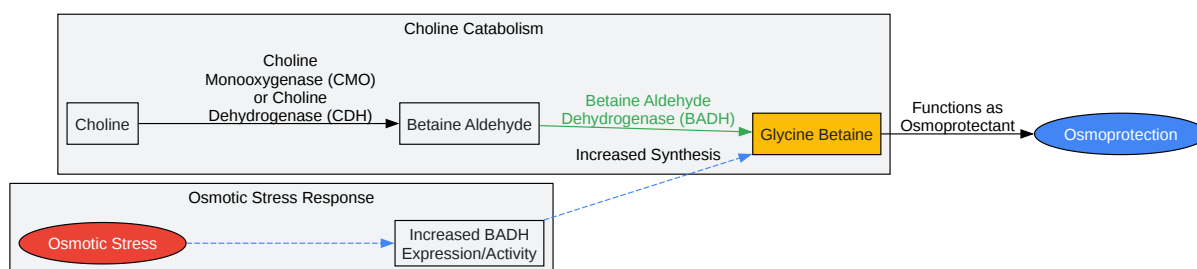 Choline Catabolism
Choline
Monooxygenase (CMO)
or Choline
Dehydrogenase (CDH)
Choline
Betaine Aldehyde
Betaine Aldehyde
Dehydrogenase (BADH)
Glycine Betaine
Functions as
Osmoprotectant
Osmoprotection
Increased Synthesis
Osmotic Stress Response
Osmotic Stress
Increased BADH
Expression/Activity